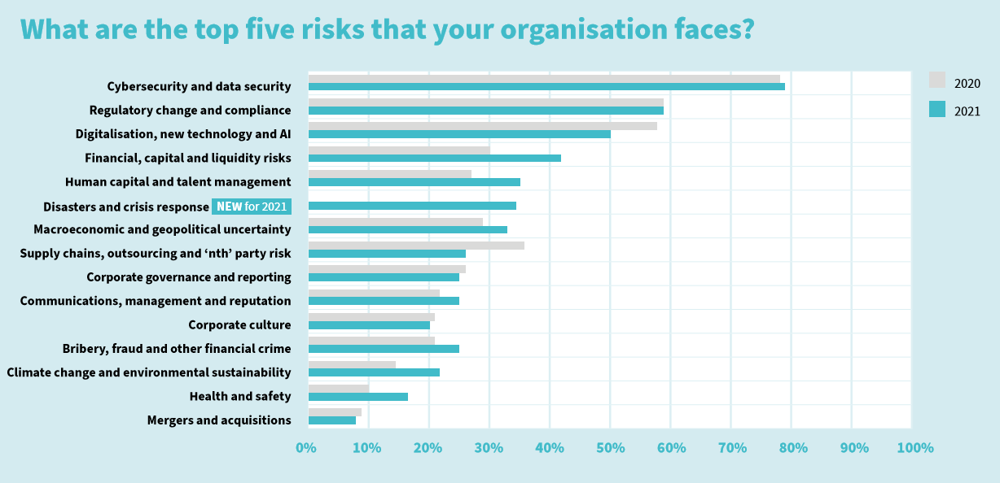 What are the top five risks that your organisation faces?
2020
2021
Cybersecurity and data security
Regulatory change and compliance
Digitalisation, new technology and AI
Financial, capital and liquidity risks
Human capital and talent management
Disasters and crisis response NEW for 2021
Macroeconomic and geopolitical uncertainty
Supply chains, outsourcing and ‘nth’ party risk
Corporate governance and reporting
Communications, management and reputation
Corporate culture
Bribery, fraud and other financial crime
Climate change and environmental sustainability
Health and safety
Mergers and acquisitions
0% 10% 20% 30% 40% 50% 60% 70% 80% 90% 100%